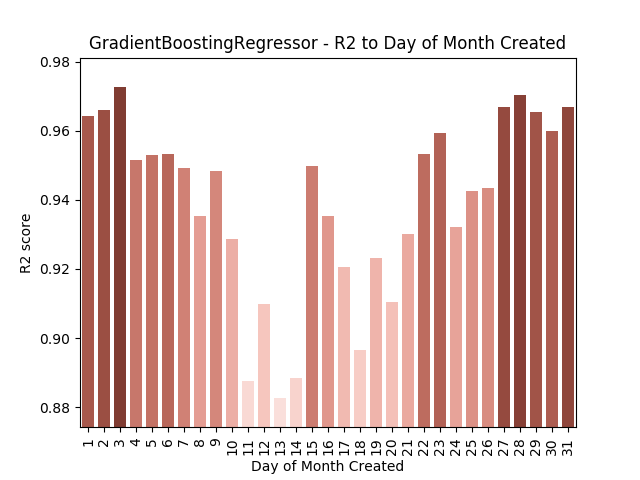 GradientBoostingRegressor - R2 to Day of Month Created
0.98
0.96
0.94
0.92
0.90
0.88
R2 score
1 2 3 4 5 6 7 8 9 10 11 12 13 14 15 16 17 18 19 20 21 22 23 24 25 26 27 28 29 30 31
Day of Month Created